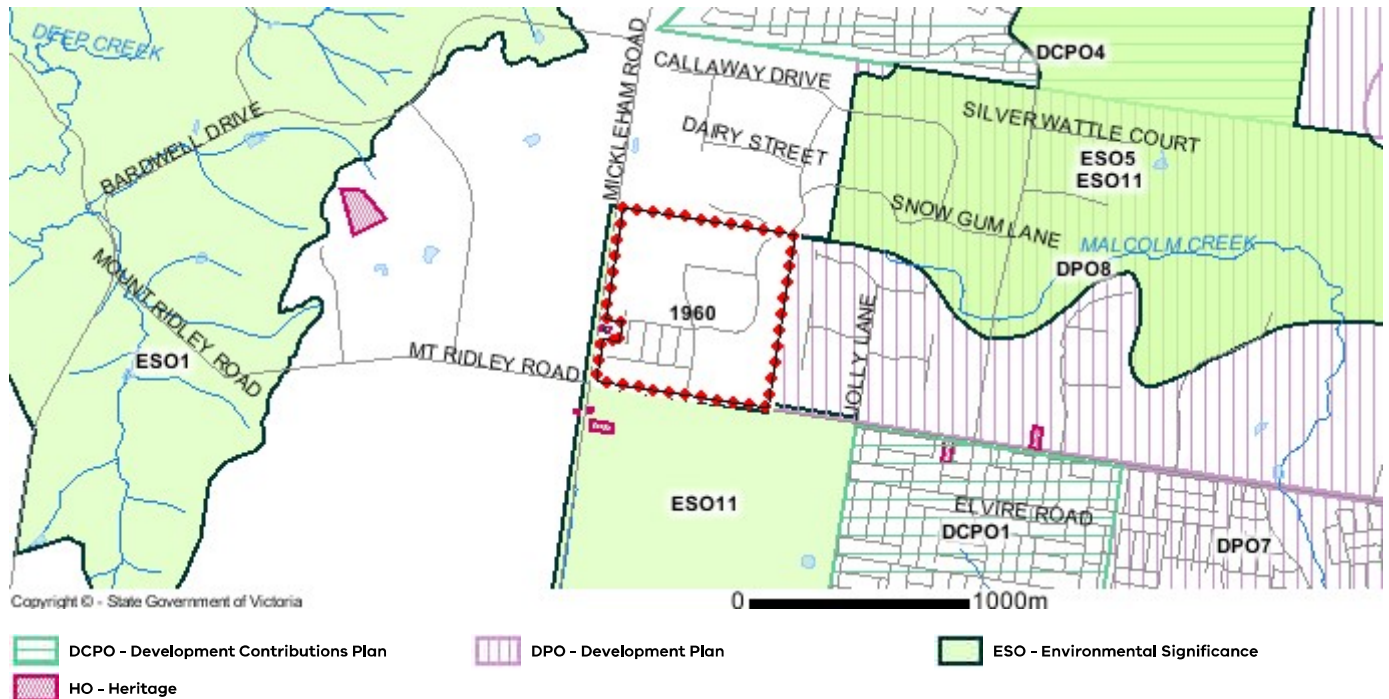 DEEP CREEK
MICKLEHAM ROAD
DCPO4
CALLAWAY DRIVE
BARDWELL DRIVE
DAIRY STREET
SILVER WATTLE COURT
ESO5
ESO11
SNOW GUM LANE
MALCOLM CREEK
DPO8
MOUNT RIDLEY ROAD
1960
ESO1
MT RIDLEY ROAD
JOLLY LANE
ESO11
ELVIRE ROAD
DCPO1
DPO7
Copyright © - State Government of Victoria
0 1000m
DCPO - Development Contributions Plan
DPO - Development Plan
ESO - Environmental Significance
HO - Heritage